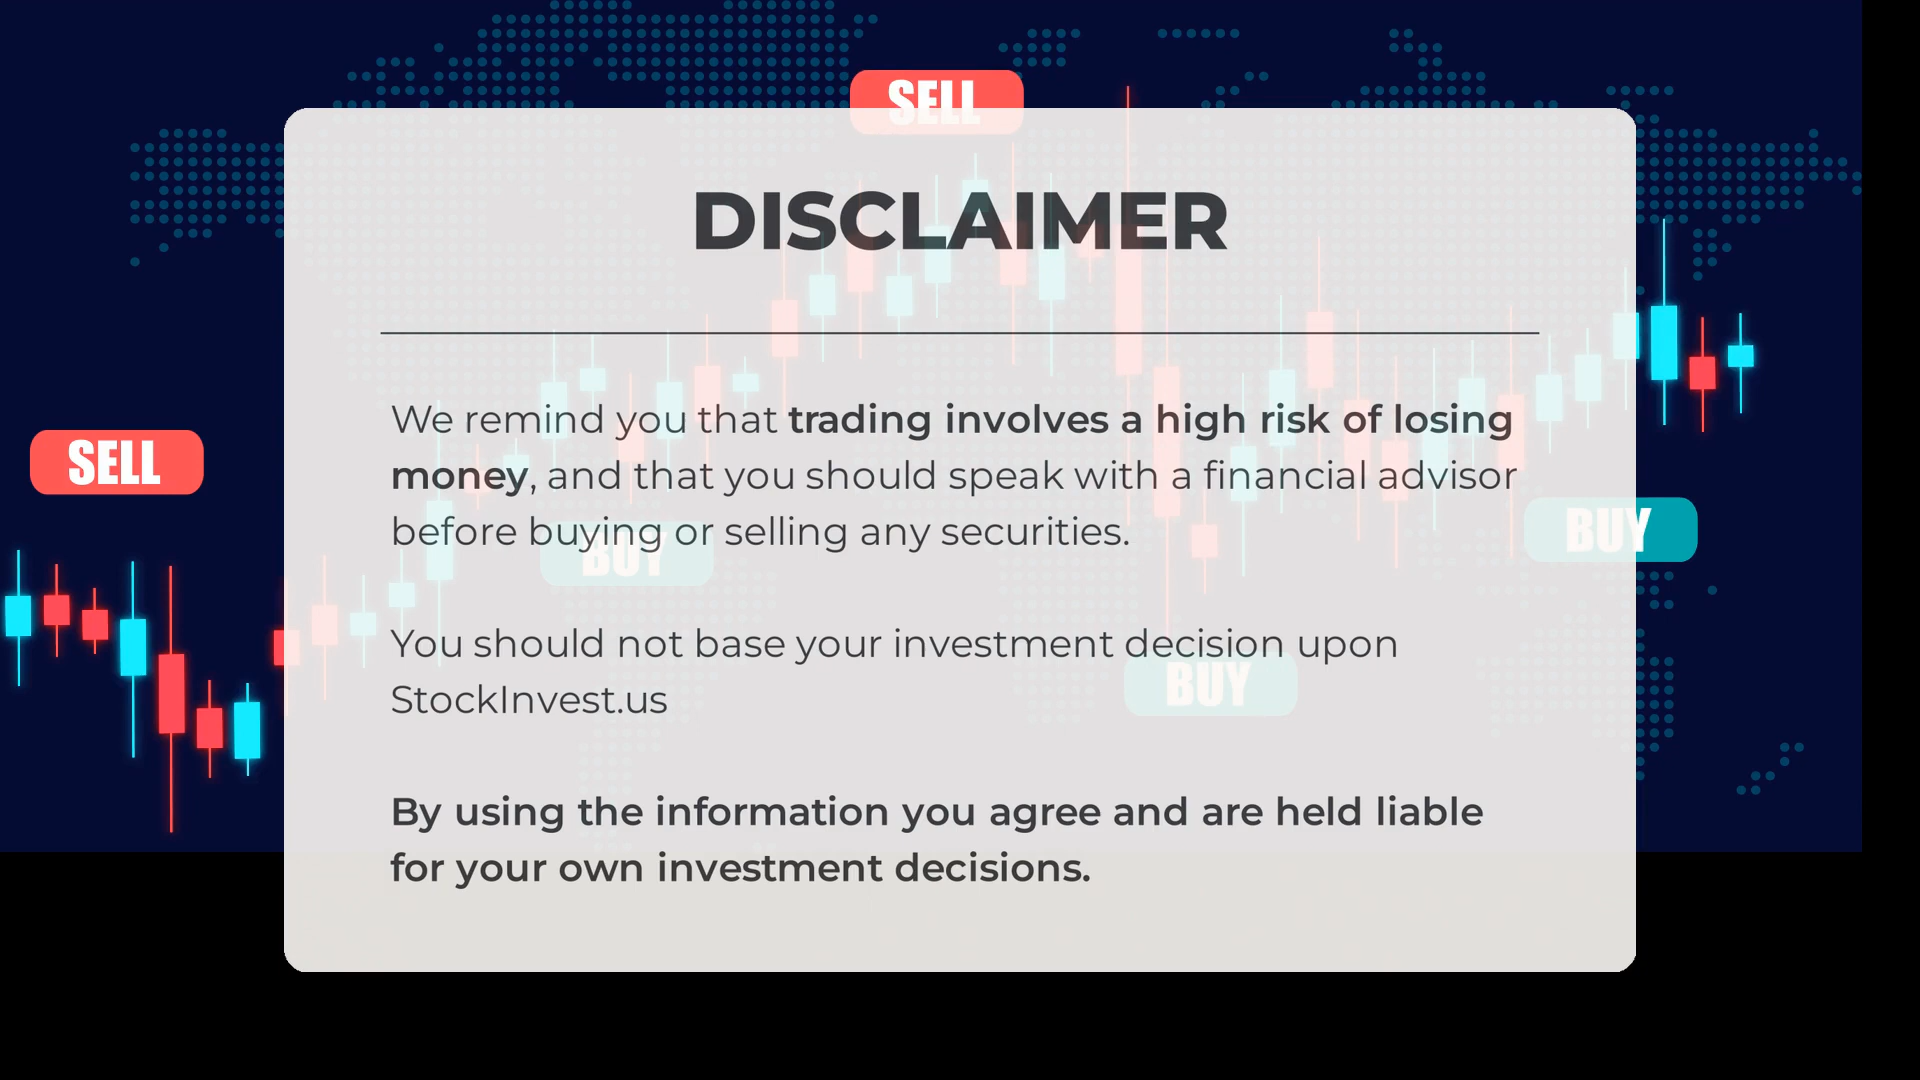 SELL
DISCLAIMER
We remind you that trading involves a high risk of losing
money, and that you should speak with a financial advisor
before buying or selling any securities.
SELL
BUY
BUY
You should not base your investment decision upon
StockInvest.us
BUY
By using the information you agree and are held liable
for your own investment decisions.